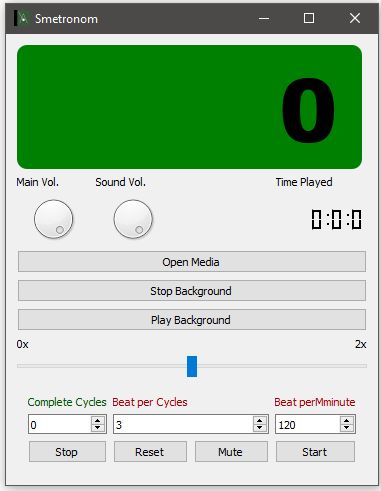 Smetronom
0
Main Vol. Sound Vol. Time Played
0:0:0
Open Media
Stop Background
Play Background
0x 2x
Complete Cycles Beat per Cycles Beat perMminute
0 3 120
Stop Reset Mute Start